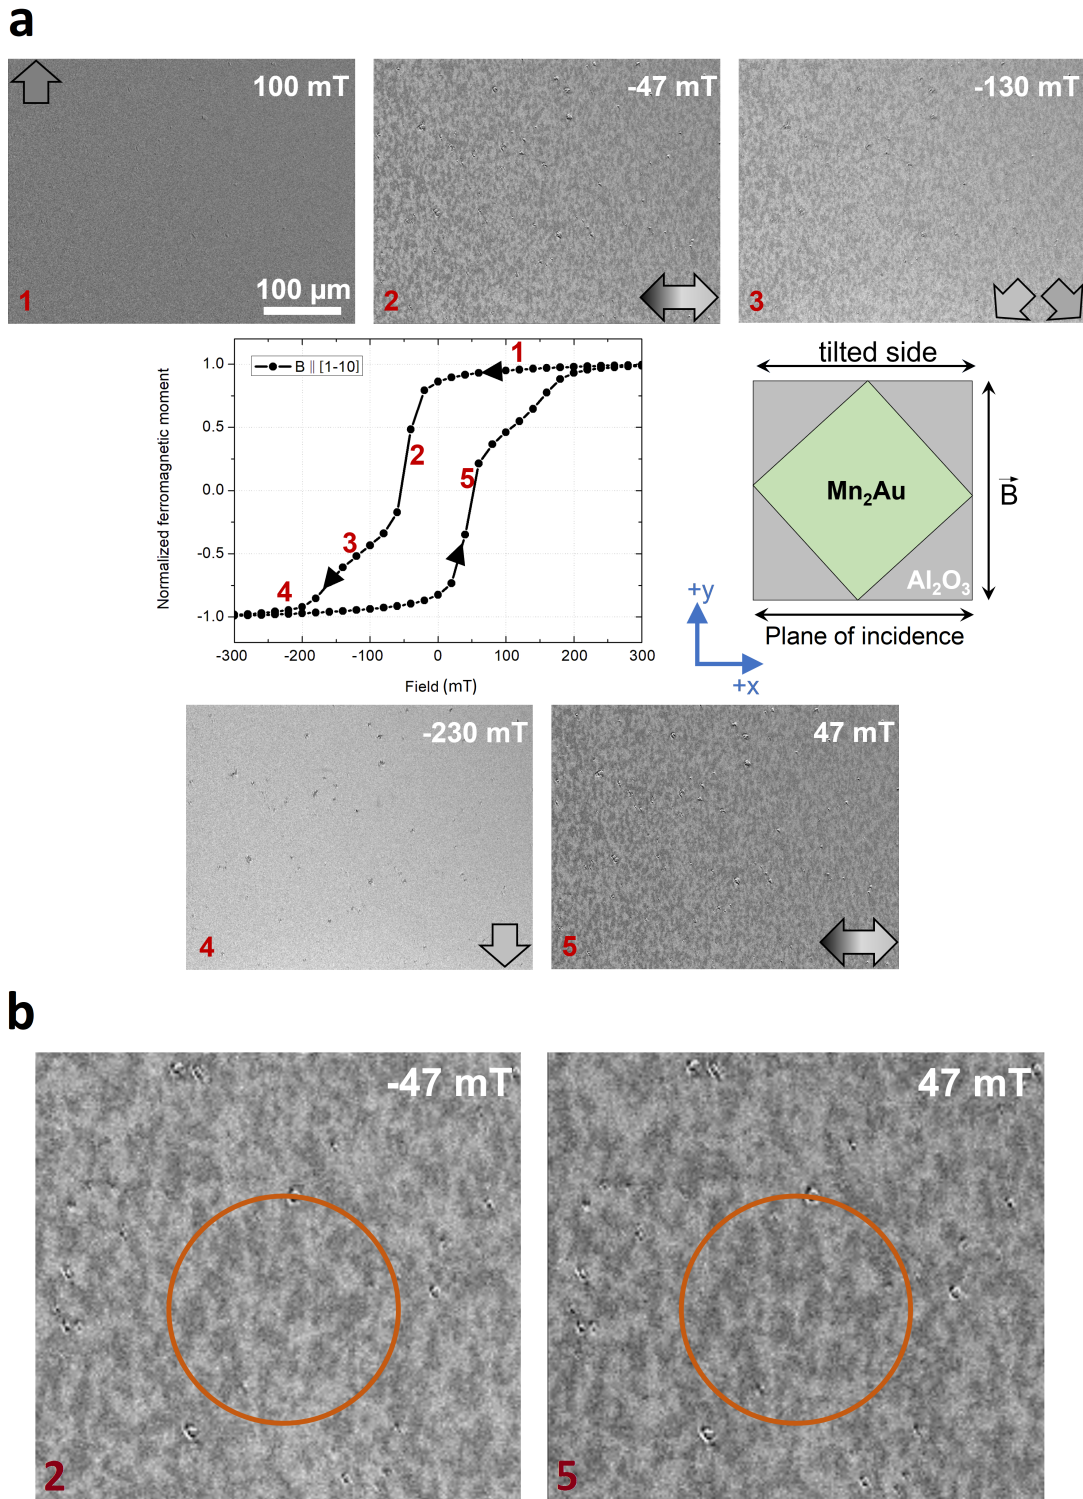 a
100 mT
-47 mT
-130 mT
1
100 µm
2
3
Normalized ferromagnetic moment
1.0
0.5
0.0
-0.5
-1.0
B || [1-10]
1
2
5
3
4
-300 -200 -100 0 100 200 300
Field (mT)
tilted side
Mn₂Au
B
Al₂O₃
Plane of incidence
+y
+x
-230 mT
47 mT
4
5
b
-47 mT
47 mT
2
5